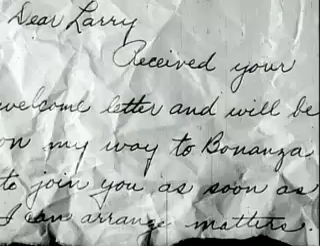 Dear Larry
Received your
welcome letter and will be
on my way to Bonanza
to join you as soon as
I can arrange matters.